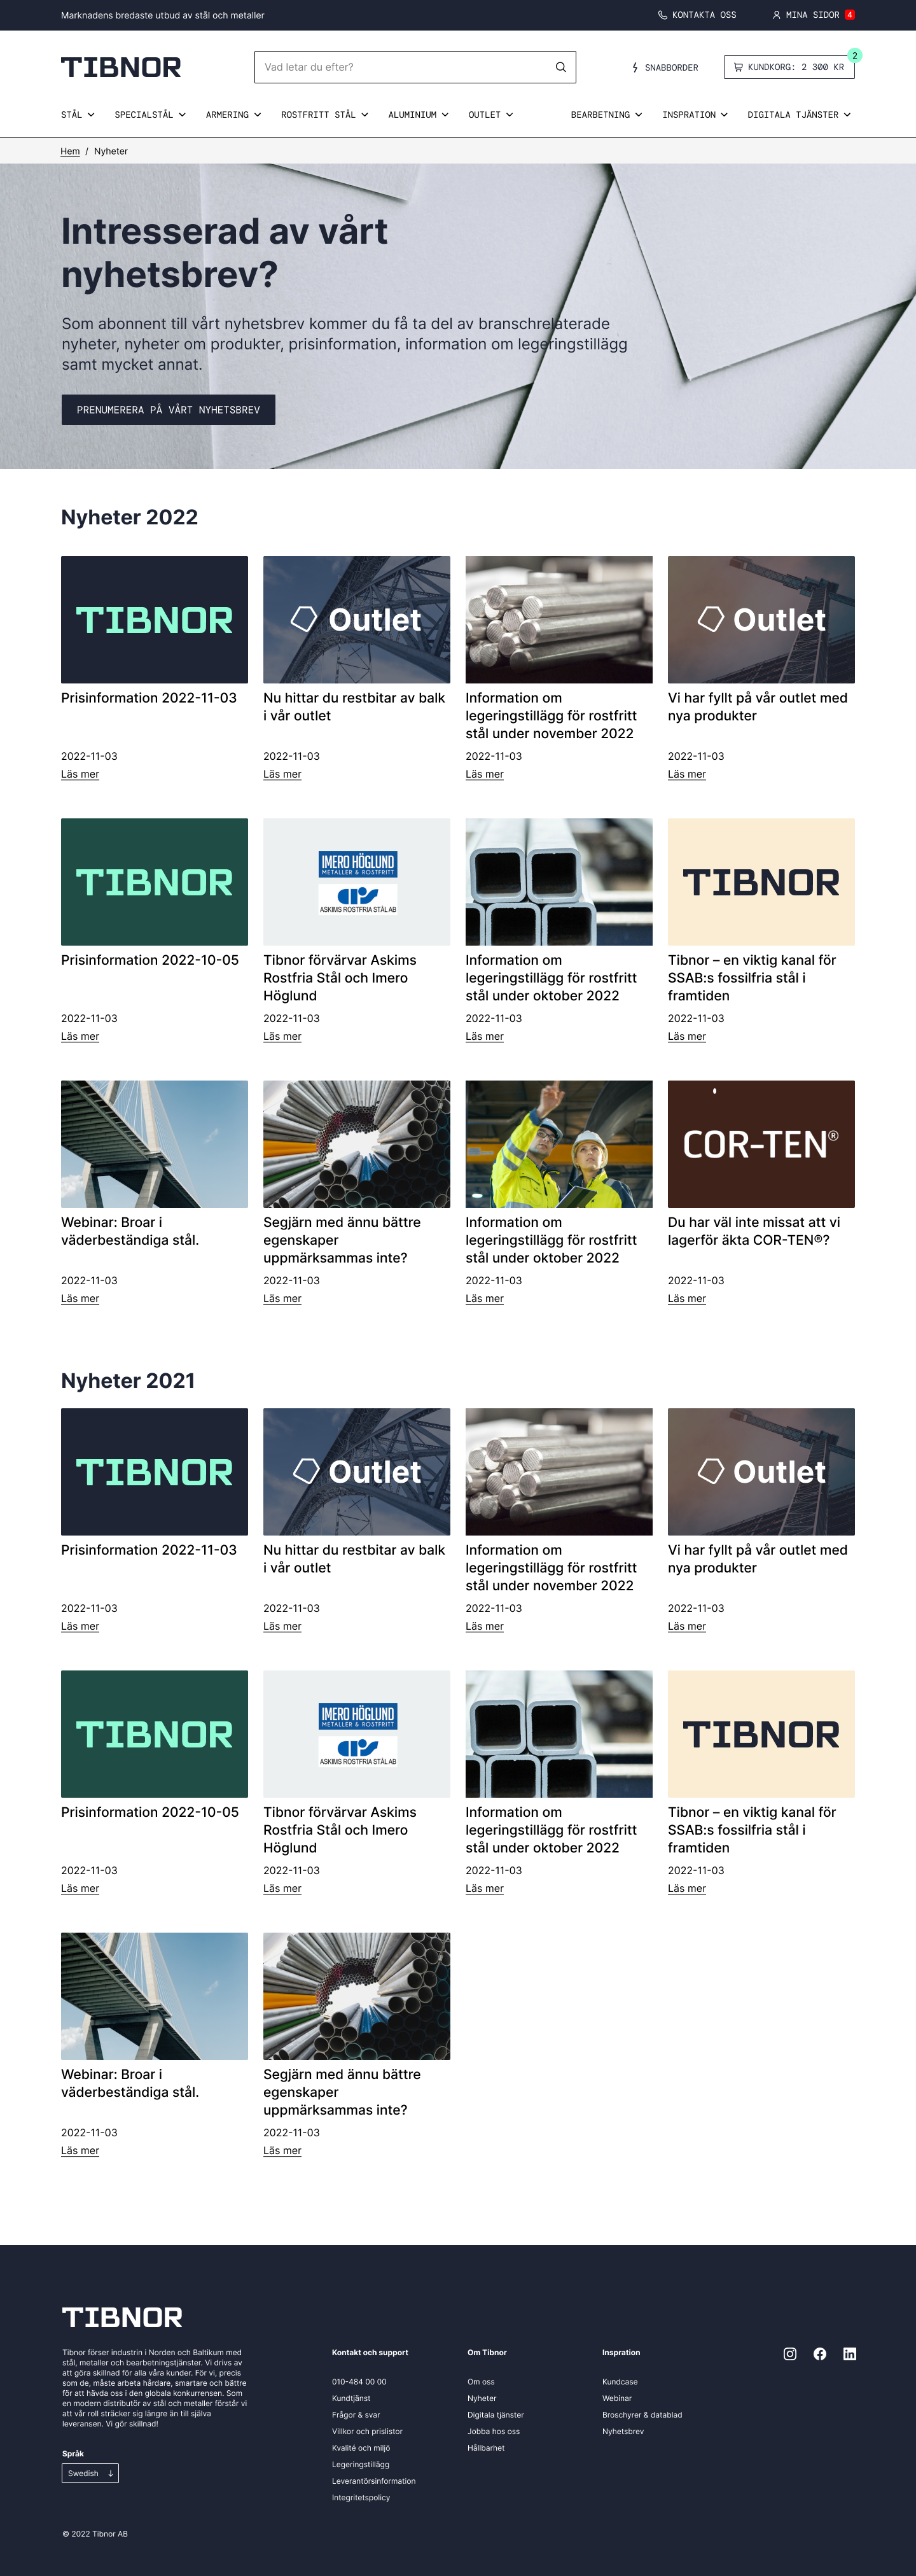 Marknadens bredaste utbud av stål och metaller
KONTAKTA OSS
MINA SIDOR 4
TIBNOR
Vad letar du efter?
SNABBORDER
KUNDKORG: 2 300 KR
2
STÅL
SPECIALSTÅL
ARMERING
ROSTFRITT STÅL
ALUMINIUM
OUTLET
BEARBETNING
INSPRATION
DIGITALA TJÄNSTER
Hem / Nyheter
Intresserad av vårt
nyhetsbrev?
Som abonnent till vårt nyhetsbrev kommer du få ta del av branschrelaterade
nyheter, nyheter om produkter, prisinformation, information om legeringstillägg
samt mycket annat.
PRENUMERERA PÅ VÅRT NYHETSBREV
Nyheter 2022
TIBNOR
Prisinformation 2022-11-03
2022-11-03
Läs mer
Outlet
Nu hittar du restbitar av balk
i vår outlet
2022-11-03
Läs mer
Information om
legeringstillägg för rostfritt
stål under november 2022
2022-11-03
Läs mer
Outlet
Vi har fyllt på vår outlet med
nya produkter
2022-11-03
Läs mer
TIBNOR
Prisinformation 2022-10-05
2022-11-03
Läs mer
IMERO HÖGLUND
METALLER & ROSTFRITT
ASKIMS ROSTFRIA STÅL AB
Tibnor förvärvar Askims
Rostfria Stål och Imero
Höglund
2022-11-03
Läs mer
Information om
legeringstillägg för rostfritt
stål under oktober 2022
2022-11-03
Läs mer
TIBNOR
Tibnor – en viktig kanal för
SSAB:s fossilfria stål i
framtiden
2022-11-03
Läs mer
Webinar: Broar i
väderbeständiga stål.
2022-11-03
Läs mer
Segjärn med ännu bättre
egenskaper
uppmärksammas inte?
2022-11-03
Läs mer
Information om
legeringstillägg för rostfritt
stål under oktober 2022
2022-11-03
Läs mer
COR-TEN®
Du har väl inte missat att vi
lagerför äkta COR-TEN®?
2022-11-03
Läs mer
Nyheter 2021
TIBNOR
Prisinformation 2022-11-03
2022-11-03
Läs mer
Outlet
Nu hittar du restbitar av balk
i vår outlet
2022-11-03
Läs mer
Information om
legeringstillägg för rostfritt
stål under november 2022
2022-11-03
Läs mer
Outlet
Vi har fyllt på vår outlet med
nya produkter
2022-11-03
Läs mer
TIBNOR
Prisinformation 2022-10-05
2022-11-03
Läs mer
IMERO HÖGLUND
METALLER & ROSTFRITT
ASKIMS ROSTFRIA STÅL AB
Tibnor förvärvar Askims
Rostfria Stål och Imero
Höglund
2022-11-03
Läs mer
Information om
legeringstillägg för rostfritt
stål under oktober 2022
2022-11-03
Läs mer
TIBNOR
Tibnor – en viktig kanal för
SSAB:s fossilfria stål i
framtiden
2022-11-03
Läs mer
Webinar: Broar i
väderbeständiga stål.
2022-11-03
Läs mer
Segjärn med ännu bättre
egenskaper
uppmärksammas inte?
2022-11-03
Läs mer
TIBNOR
Tibnor förser industrin i Norden och Baltikum med
stål, metaller och bearbetningstjänster. Vi drivs av
att göra skillnad för alla våra kunder. För vi, precis
som de, måste arbeta hårdare, smartare och bättre
för att hävda oss i den globala konkurrensen. Som
en modern distributör av stål och metaller förstår vi
att vår roll sträcker sig längre än till själva
leveransen. Vi gör skillnad!
Språk
Swedish
Kontakt och support
010-484 00 00
Kundtjänst
Frågor & svar
Villkor och prislistor
Kvalité och miljö
Legeringstillägg
Leverantörsinformation
Integritetspolicy
Om Tibnor
Om oss
Nyheter
Digitala tjänster
Jobba hos oss
Hållbarhet
Inspration
Kundcase
Webinar
Broschyrer & datablad
Nyhetsbrev
© 2022 Tibnor AB